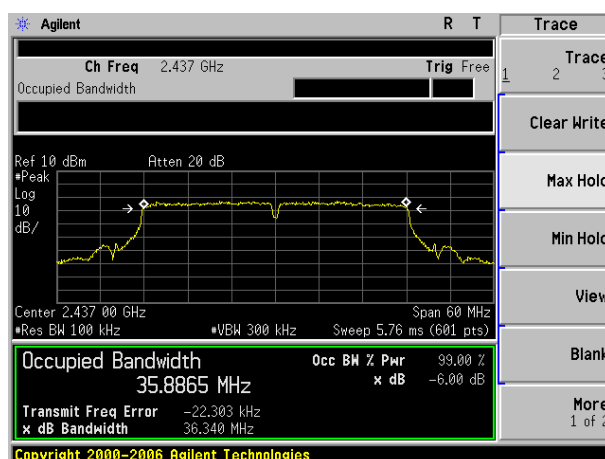 Agilent R T Trace
Ch Freq 2.437 GHz Trig Free
Occupied Bandwidth
Trace
1 2 3
Clear Write
Max Hold
Min Hold
View
Blank
More
1 of 2
Ref 10 dBm Atten 20 dB
#Peak
Log
10
dB/
Center 2.437 00 GHz Span 60 MHz
#Res BW 100 kHz #VBW 300 kHz Sweep 5.76 ms (601 pts)
Occupied Bandwidth Occ BW % Pwr 99.00 %
35.8865 MHz x dB -6.00 dB
Transmit Freq Error -22.303 kHz
x dB Bandwidth 36.340 MHz
Copyright 2000-2006 Agilent Technologies